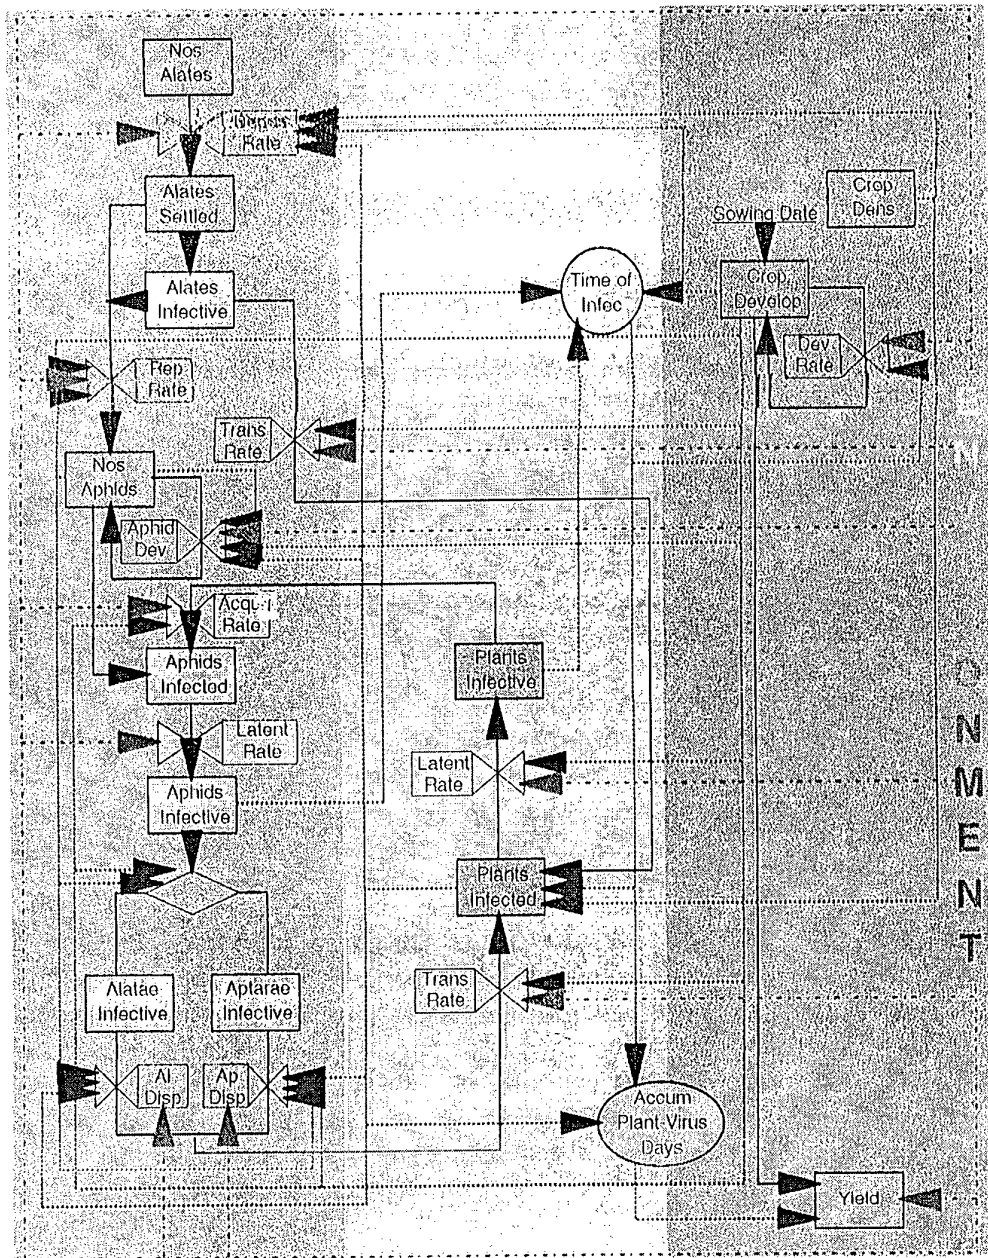 Nos
Alates
Rate
Alates
Settled
Alates
Infective
Rep
Rate
Trans
Rate
Nos
Aphids
Aphid
Dev
Acqu
Rate
Aphids
Infected
Latent
Rate
Aphids
Infective
Alatae
Infective
Aptarae
Infective
Al
Disp
Ap
Disp
Time of
Infec
Plants
Infective
Latent
Rate
Plants
Infected
Trans
Rate
Accum
Plant-Virus
Days
Sowing Date
Crop
Dens
Crop
Develop
Dev
Rate
Yield
N
N
M
E
N
T